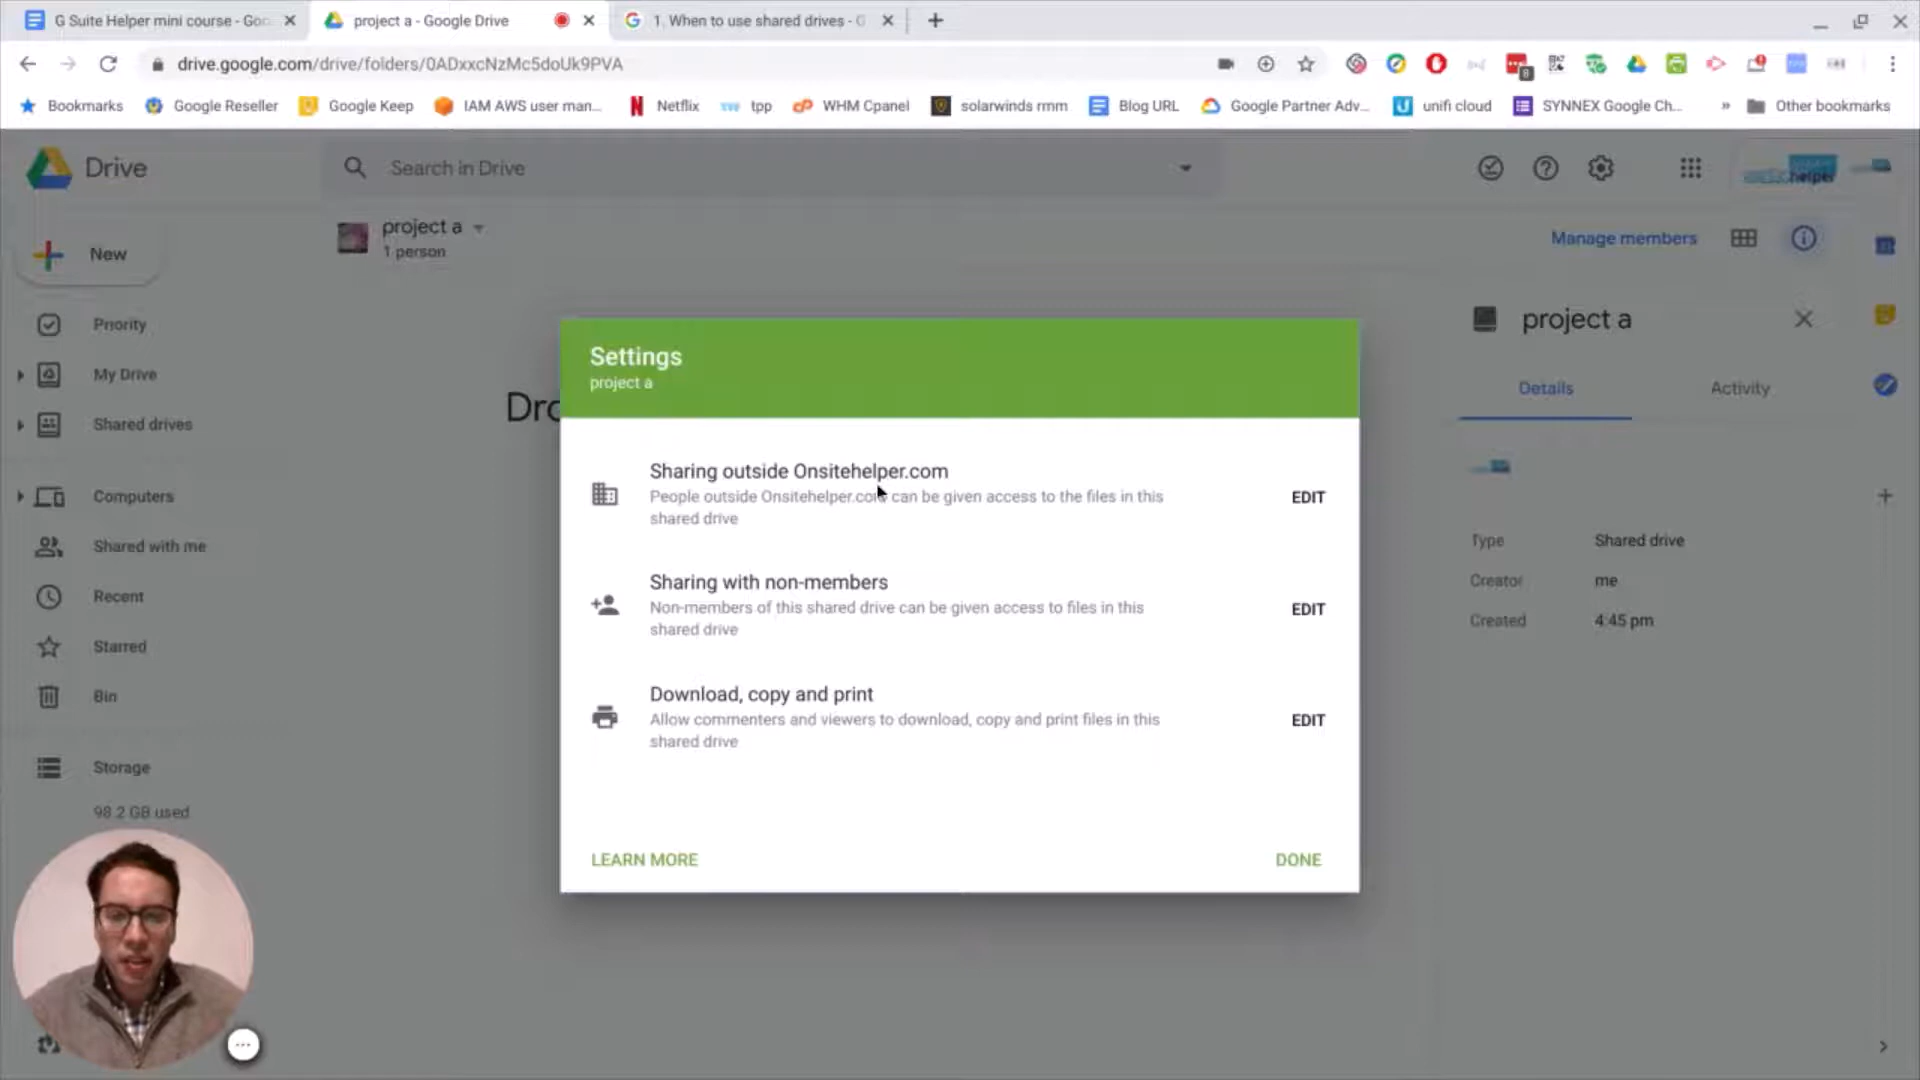 G Suite Helper mini course - Goo
project a - Google Drive
1. When to use shared drives - G
drive.google.com/drive/folders/0ADxxcNzMc5doUk9PVA
Bookmarks
Google Reseller
Google Keep
IAM AWS user man...
Netflix
tpp
WHM Cpanel
solarwinds rmm
Blog URL
Google Partner Adv...
unifi cloud
SYNNEX Google Ch...
»
Other bookmarks
Drive
Search in Drive
helper
New
project a
1 person
Manage members
Priority
My Drive
Shared drives
Computers
Shared with me
Recent
Starred
Bin
Storage
98.2 GB used
Dro
Settings
project a
Sharing outside Onsitehelper.com
People outside Onsitehelper.com can be given access to the files in this
shared drive
EDIT
Sharing with non-members
Non-members of this shared drive can be given access to files in this
shared drive
EDIT
Download, copy and print
Allow commenters and viewers to download, copy and print files in this
shared drive
EDIT
LEARN MORE
DONE
project a
Details
Activity
Type Shared drive
Creator me
Created 4:45 pm